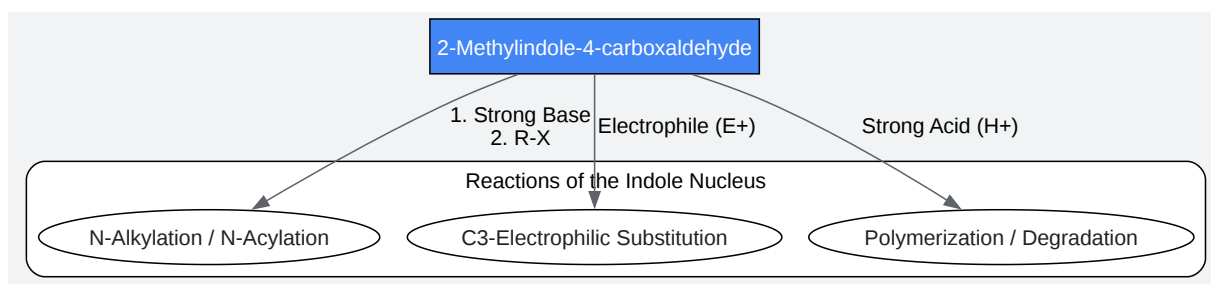 2-Methylindole-4-carboxaldehyde
1. Strong Base
2. R-X
Electrophile (E+)
Strong Acid (H+)
Reactions of the Indole Nucleus
N-Alkylation / N-Acylation
C3-Electrophilic Substitution
Polymerization / Degradation